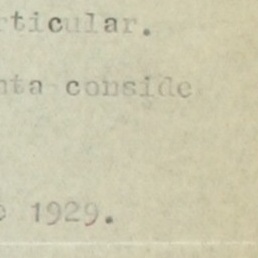 rticular.
nta conside
1929.